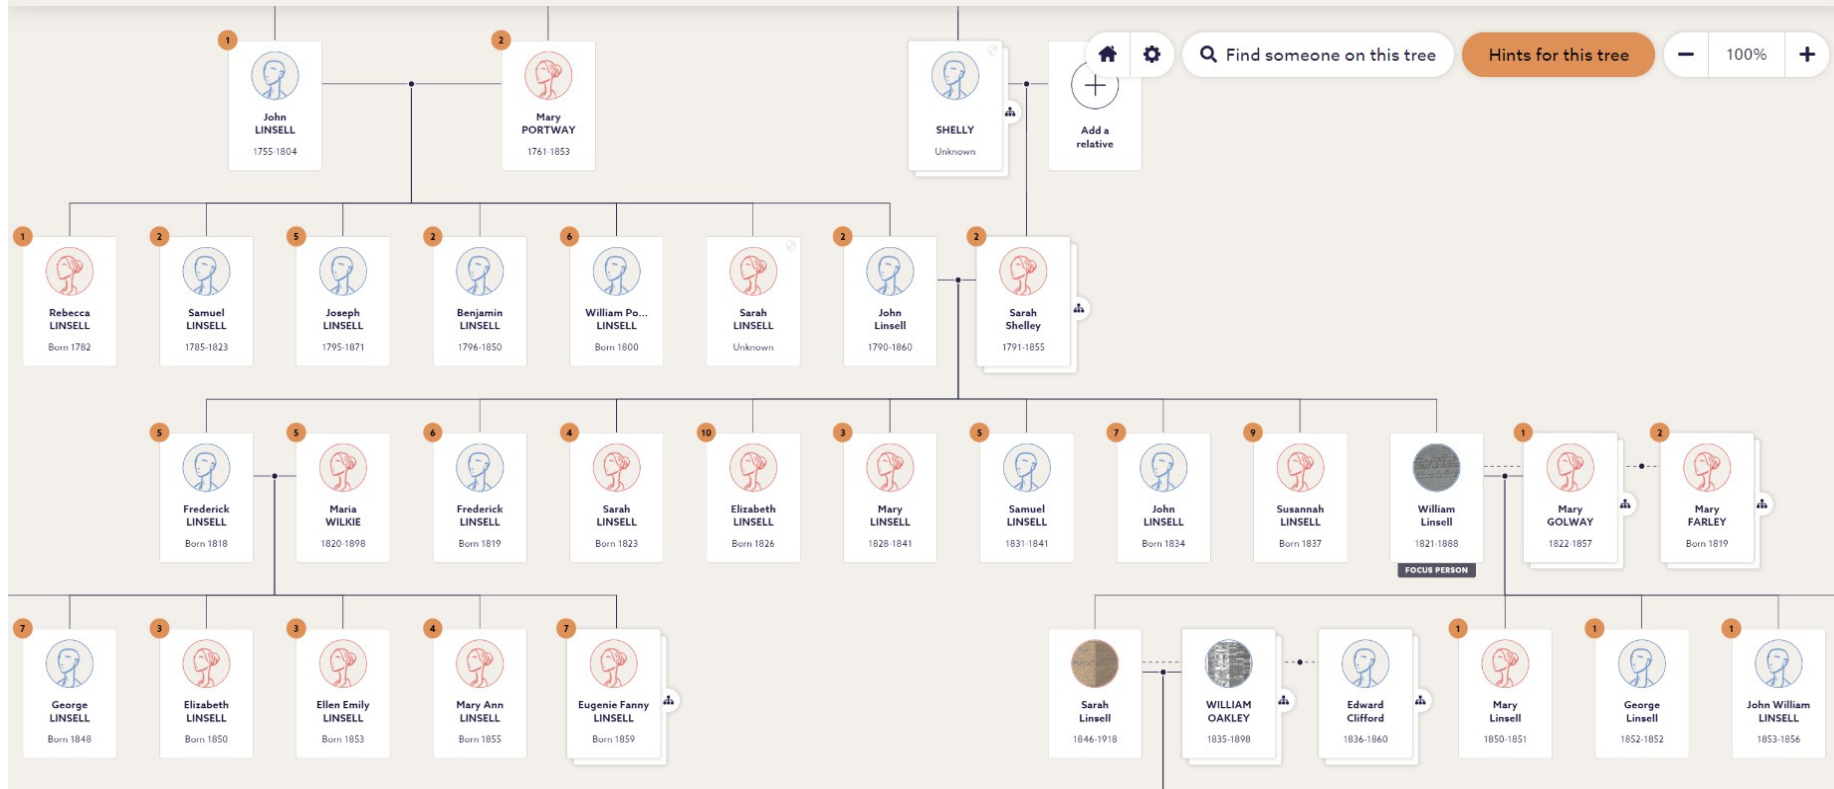 Find someone on this tree
Hints for this tree
100%
1
John
LINSELL
1755-1804
2
Mary
PORTWAY
1761-1853
SHELLY
Unknown
Add a
relative
1
Rebecca
LINSELL
Born 1782
2
Samuel
LINSELL
1785-1823
5
Joseph
LINSELL
1795-1871
2
Benjamin
LINSELL
1796-1850
6
William Po...
LINSELL
Born 1800
Sarah
LINSELL
Unknown
2
John
Linsell
1790-1860
2
Sarah
Shelley
1791-1855
5
Frederick
LINSELL
Born 1818
5
Maria
WILKIE
1820-1898
6
Frederick
LINSELL
Born 1819
4
Sarah
LINSELL
Born 1823
10
Elizabeth
LINSELL
Born 1826
3
Mary
LINSELL
1828-1841
5
Samuel
LINSELL
1831-1841
7
John
LINSELL
Born 1834
9
Susannah
LINSELL
Born 1837
William
Linsell
1821-1888
FOCUS PERSON
1
Mary
GOLWAY
1822-1857
2
Mary
FARLEY
Born 1819
7
George
LINSELL
Born 1848
3
Elizabeth
LINSELL
Born 1850
3
Ellen Emily
LINSELL
Born 1853
4
Mary Ann
LINSELL
Born 1855
7
Eugenie Fanny
LINSELL
Born 1859
Sarah
Linsell
1846-1918
WILLIAM
OAKLEY
1835-1898
Edward
Clifford
1836-1860
1
Mary
Linsell
1850-1851
1
George
Linsell
1852-1852
1
John William
LINSELL
1853-1856